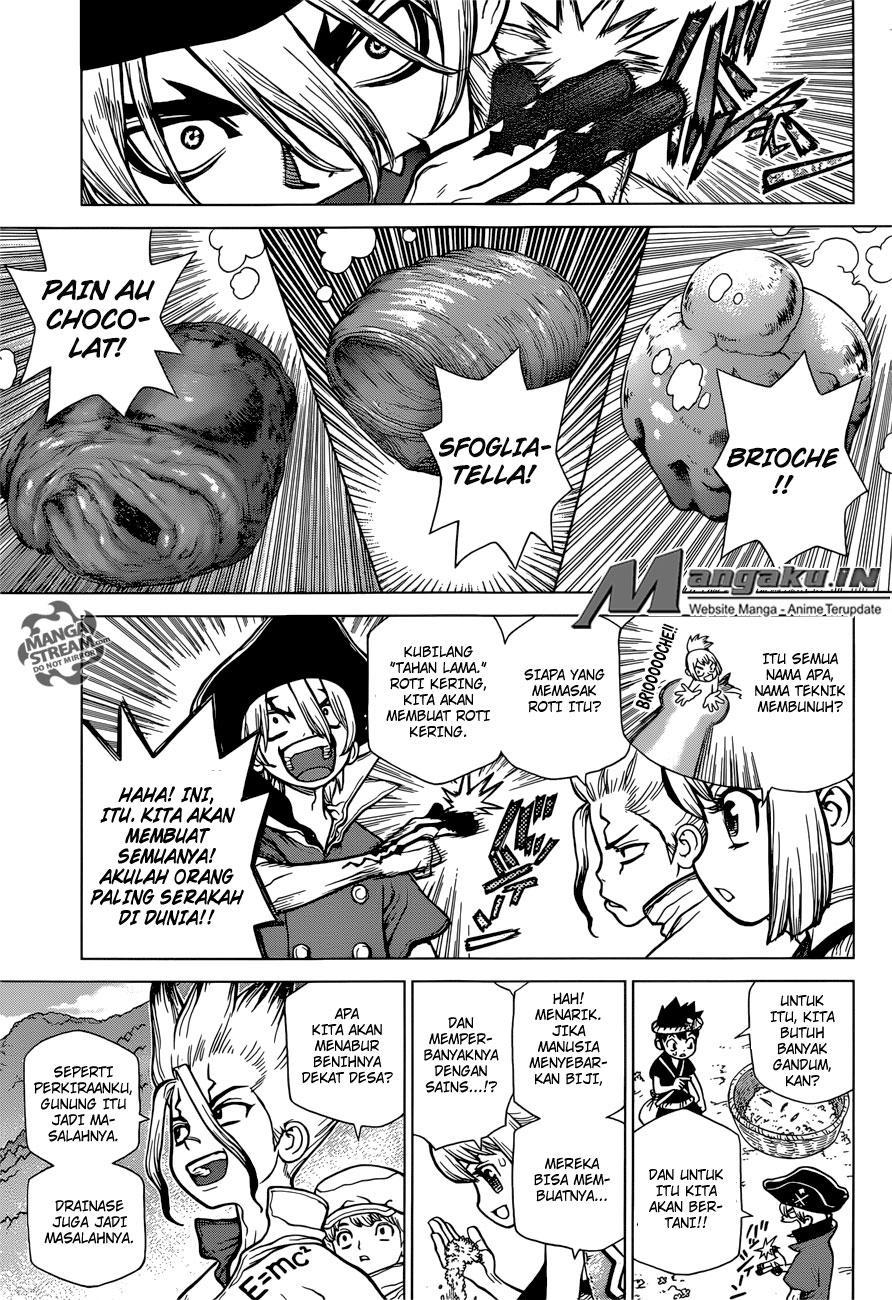 BRIOCHE
!!
SFOGLIA-
TELLA!
PAIN AU
CHOCO-
LAT!
Mangaku.in
Website Manga - Anime Terupdate
MANGA
STREAM.com
DO NOT MIRROR
ITU SEMUA
NAMA APA,
NAMA TEKNIK
MEMBUNUH?
BRIOOOOCHE!!
SIAPA YANG
MEMASAK
ROTI ITU?
KUBILANG
"TAHAN LAMA."
ROTI KERING,
KITA AKAN
MEMBUAT ROTI
KERING.
HAHA! INI,
ITU. KITA AKAN
MEMBUAT
SEMUANYA!
AKULAH ORANG
PALING SERAKAH
DI DUNIA!!
UNTUK
ITU, KITA
BUTUH
BANYAK
GANDUM,
KAN?
DAN UNTUK
ITU KITA
AKAN BER-
TANI!!
HAH!
MENARIK.
JIKA
MANUSIA
MENYEBAR-
KAN BIJI,
MEREKA
BISA MEM-
BUATNYA...
DAN
MEMPER-
BANYAKNYA
DENGAN
SAINS...!?
APA
KITA AKAN
MENABUR
BENIHNYA
DEKAT DESA?
SEPERTI
PERKIRAANKU,
GUNUNG ITU
JADI MA-
SALAHNYA.
DRAINASE
JUGA JADI
MASALAHNYA.
E=mc²